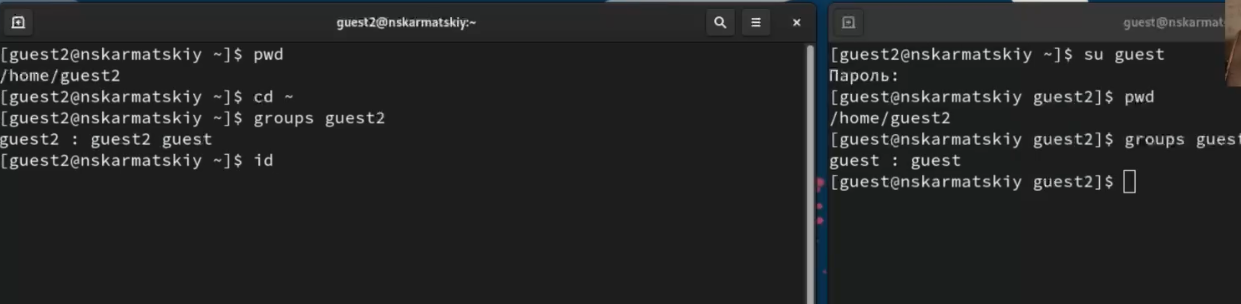 guest2@nskarmatskiy:~
[guest2@nskarmatskiy ~]$ pwd
/home/guest2
[guest2@nskarmatskiy ~]$ cd ~
[guest2@nskarmatskiy ~]$ groups guest2
guest2 : guest2 guest
[guest2@nskarmatskiy ~]$ id
guest@nskarmat
[guest2@nskarmatskiy ~]$ su guest
Пароль:
[guest@nskarmatskiy guest2]$ pwd
/home/guest2
[guest@nskarmatskiy guest2]$ groups guest
guest : guest
[guest@nskarmatskiy guest2]$